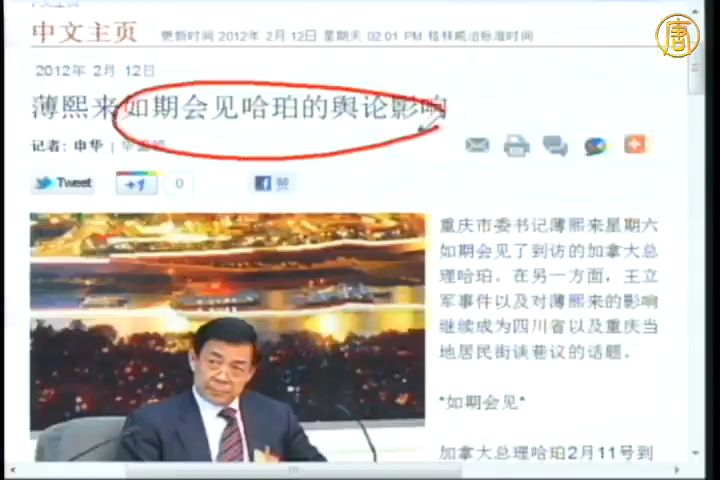 唐
中文主页 更新时间 2012年 2月 12日 星期天 02:01 PM 格林威治标准时间
2012年 2月 12日
薄熙来如期会见哈珀的舆论影响
记者: 申华 |
Tweet +1 0 赞
重庆市委书记薄熙来星期六
如期会见了到访的加拿大总
理哈珀。在另一方面，王立
军事件以及对薄熙来的影响
继续成为四川省以及重庆当
地居民街谈巷议的话题。
*如期会见*
加拿大总理哈珀2月11号到